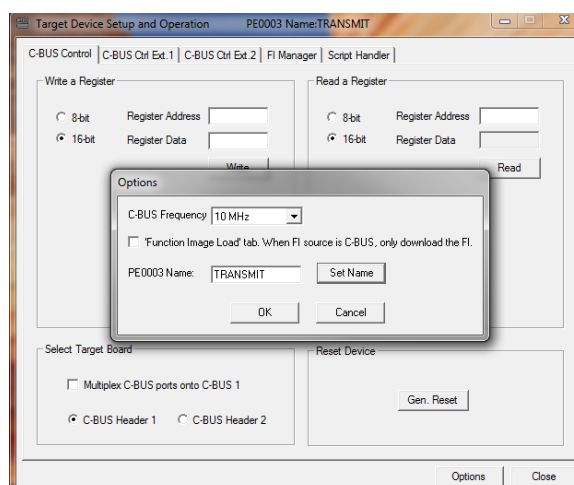 Target Device Setup and Operation PE0003 Name:TRANSMIT
C-BUS Control C-BUS Ctrl Ext.1 C-BUS Ctrl Ext.2 FI Manager Script Handler
Write a Register
8-bit Register Address
16-bit Register Data
Write
Read a Register
8-bit Register Address
16-bit Register Data
Read
Options
C-BUS Frequency 10 MHz
'Function Image Load' tab. When FI source is C-BUS, only download the FI.
PE0003 Name: TRANSMIT Set Name
OK Cancel
Select Target Board
Multiplex C-BUS ports onto C-BUS 1
C-BUS Header 1 C-BUS Header 2
Reset Device
Gen. Reset
Options Close